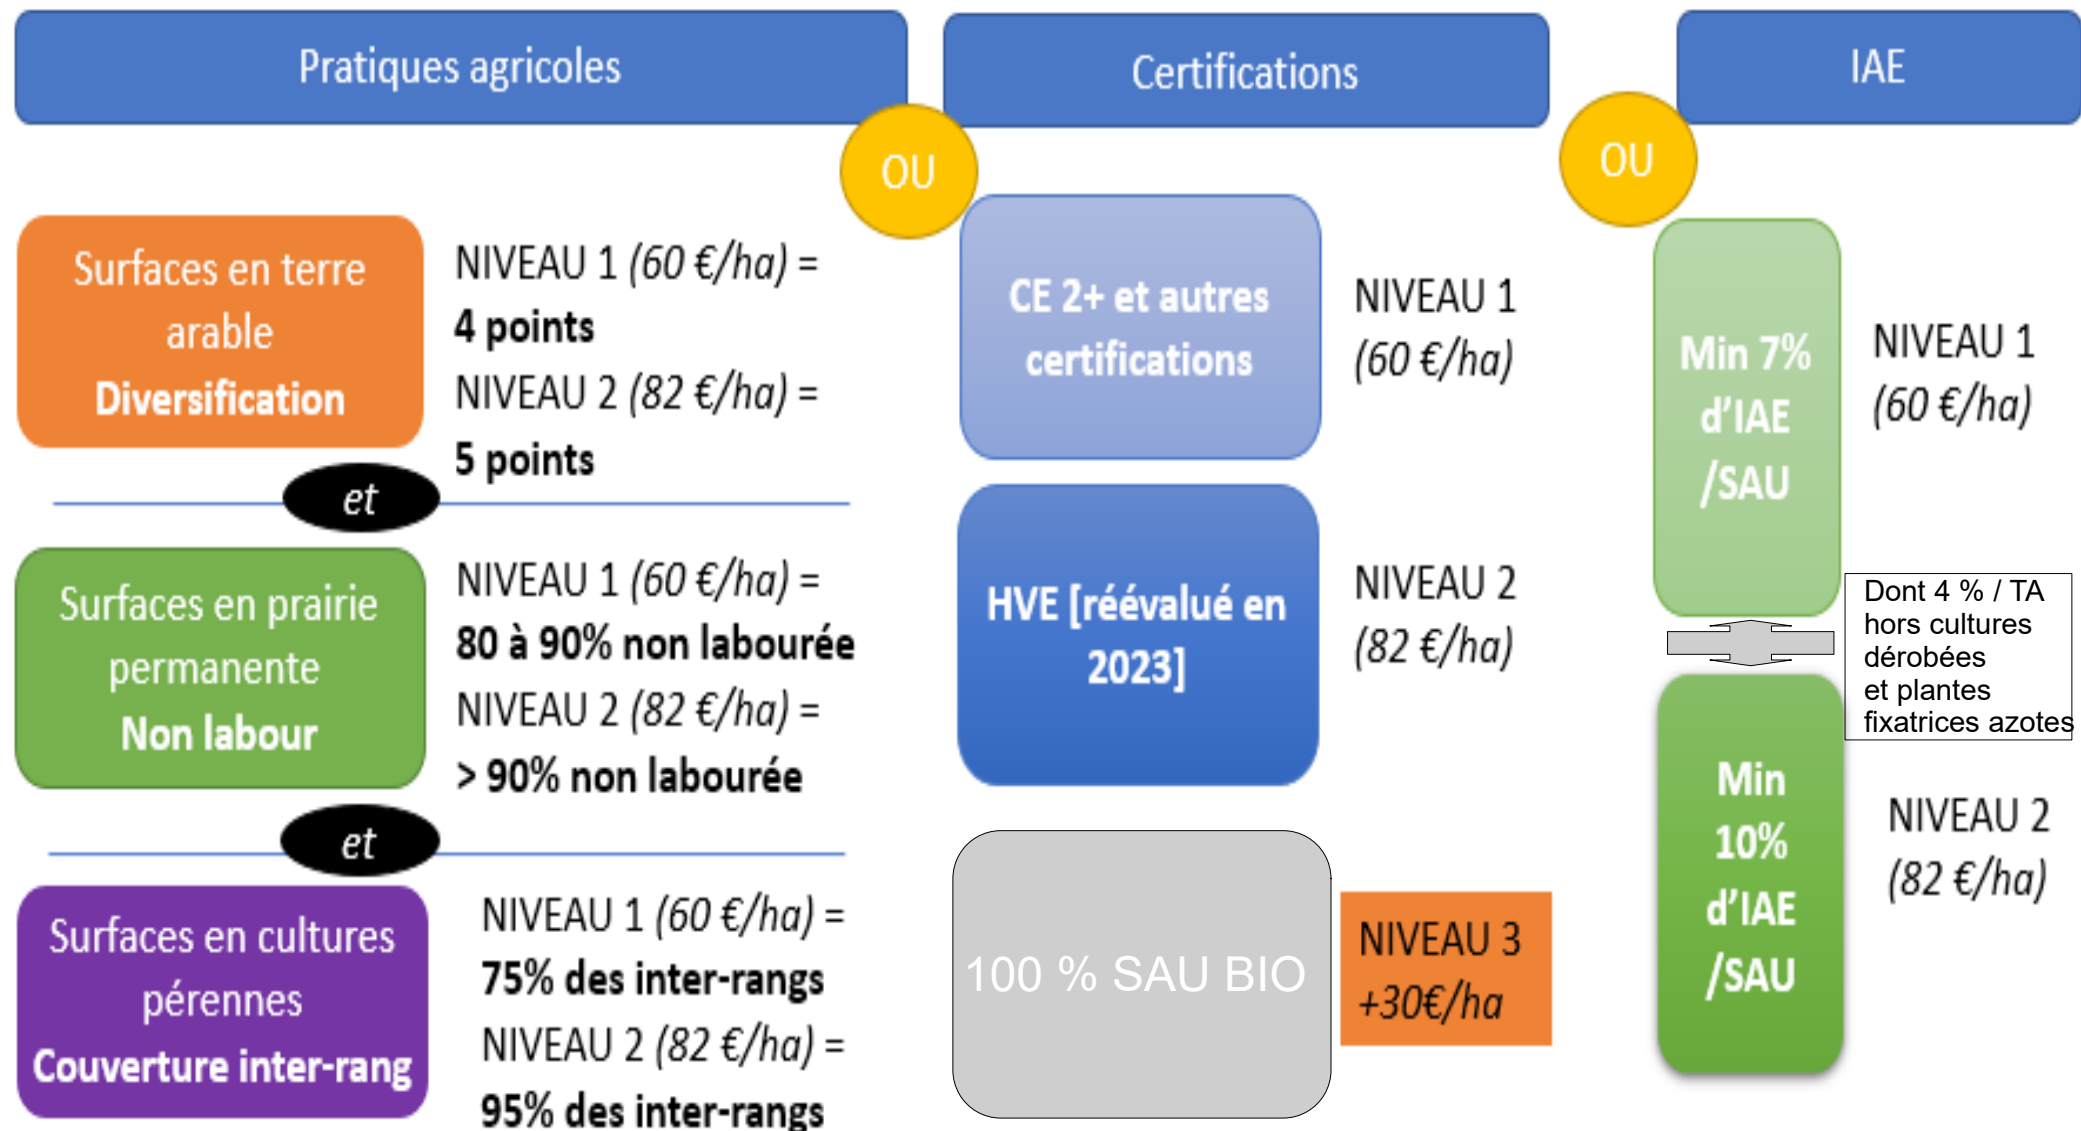 Pratiques agricoles
OU
Certifications
OU
IAE
Surfaces en terre
arable
Diversification
NIVEAU 1 (60 €/ha) =
4 points
NIVEAU 2 (82 €/ha) =
5 points
et
Surfaces en prairie
permanente
Non labour
NIVEAU 1 (60 €/ha) =
80 à 90% non labourée
NIVEAU 2 (82 €/ha) =
> 90% non labourée
et
Surfaces en cultures
pérennes
Couverture inter-rang
NIVEAU 1 (60 €/ha) =
75% des inter-rangs
NIVEAU 2 (82 €/ha) =
95% des inter-rangs
CE 2+ et autres
certifications
NIVEAU 1
(60 €/ha)
HVE [réévalué en
2023]
NIVEAU 2
(82 €/ha)
100 % SAU BIO
NIVEAU 3
+30€/ha
Min 7%
d'IAE
/SAU
NIVEAU 1
(60 €/ha)
Dont 4 % / TA
hors cultures
dérobées
et plantes
fixatrices azotes
Min
10%
d'IAE
/SAU
NIVEAU 2
(82 €/ha)